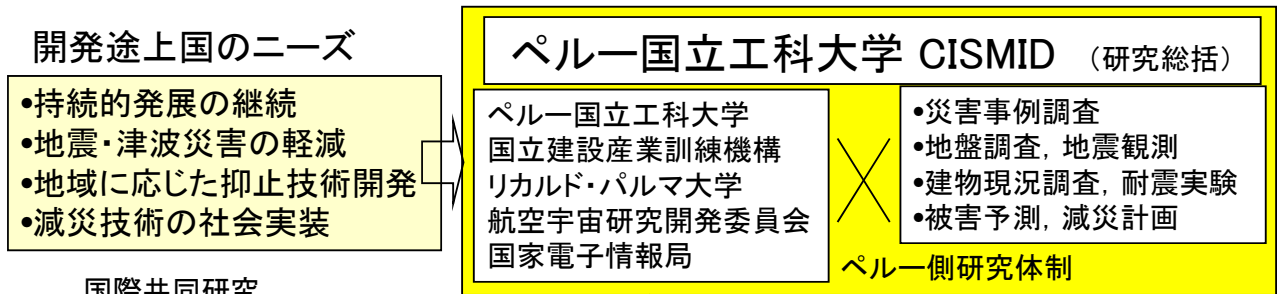 開発途上国のニーズ
•持続的発展の継続
•地震・津波災害の軽減
•地域に応じた抑止技術開発
•減災技術の社会実装
ペルー国立工科大学 CISMID （研究総括）
ペルー国立工科大学
国立建設産業訓練機構
リカルド・パルマ大学
航空宇宙研究開発委員会
国家電子情報局
•災害事例調査
•地盤調査, 地震観測
•建物現況調査, 耐震実験
•被害予測, 減災計画
ペルー側研究体制
国際共同研究